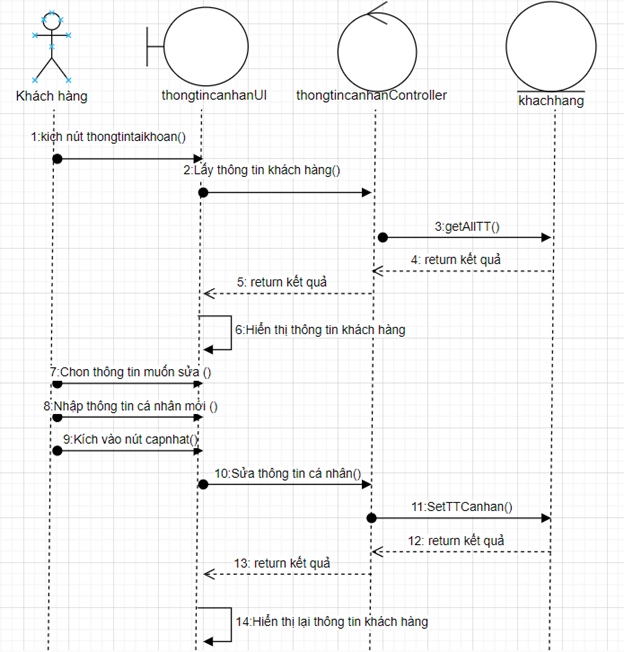 Khách hàng
thongtincanhanUI
thongtincanhanController
khachhang
1:kích nút thongtintaikhoan()
2:Lấy thông tin khách hàng()
3:getAllTT()
4: return kết quả
5: return kết quả
6:Hiển thị thông tin khách hàng
7:Chon thông tin muốn sửa ()
8:Nhập thông tin cá nhân mới ()
9:Kích vào nút capnhat()
10:Sửa thông tin cá nhân()
11:SetTTCanhan()
12: return kết quả
13: return kết quả
14:Hiển thị lại thông tin khách hàng